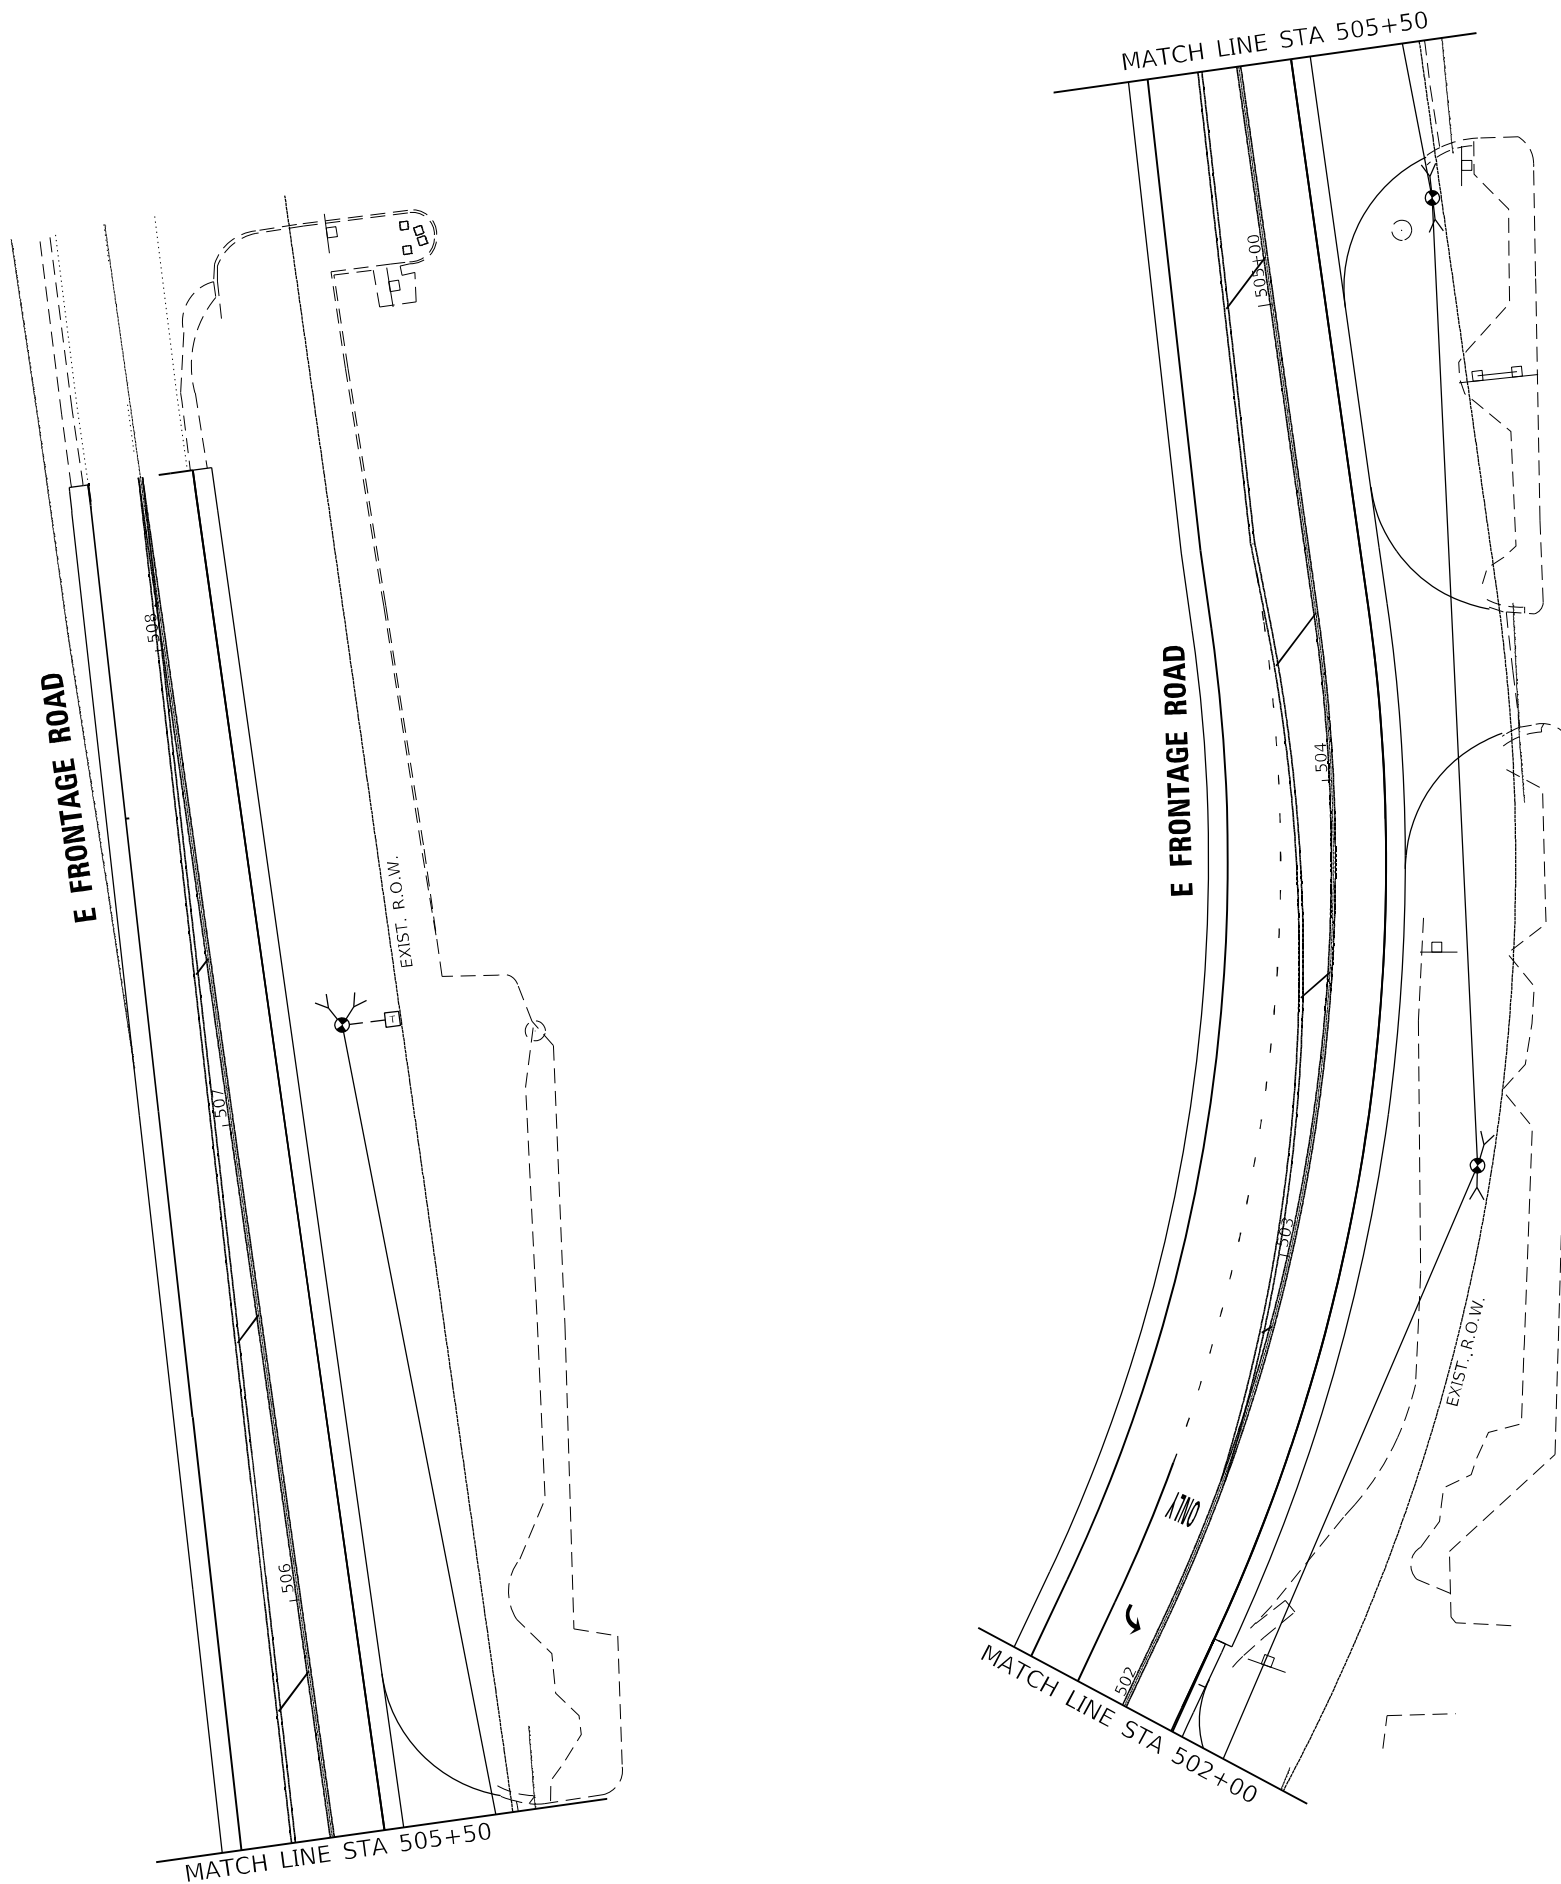 508
E FRONTAGE ROAD
EXIST. R.O.W.
507
506
MATCH LINE STA 505+50
MATCH LINE STA 505+50
505+00
E FRONTAGE ROAD
504
503
EXIST. R.O.W.
ONLY
502
MATCH LINE STA 502+00